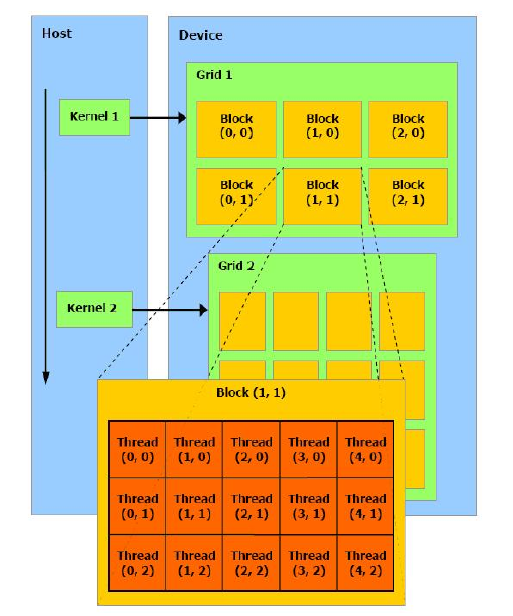 Host
Device
Grid 1
Kernel 1
Block
(0, 0)
Block
(1, 0)
Block
(2, 0)
Block
(0, 1)
Block
(1, 1)
Block
(2, 1)
Grid 2
Kernel 2
Block (1, 1)
Thread
(0, 0)
Thread
(1, 0)
Thread
(2, 0)
Thread
(3, 0)
Thread
(4, 0)
Thread
(0, 1)
Thread
(1, 1)
Thread
(2, 1)
Thread
(3, 1)
Thread
(4, 1)
Thread
(0, 2)
Thread
(1, 2)
Thread
(2, 2)
Thread
(3, 2)
Thread
(4, 2)